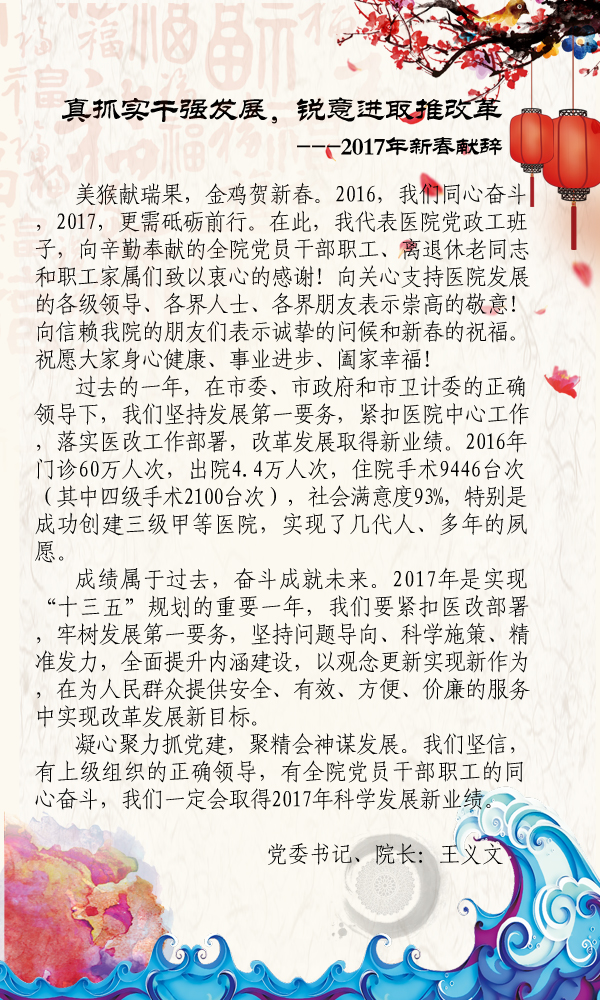 真抓实干强发展，锐意进取推改革
---2017年新春献辞
美猴献瑞果，金鸡贺新春。2016，我们同心奋斗
，2017，更需砥砺前行。在此，我代表医院党政工班
子，向辛勤奉献的全院党员干部职工、离退休老同志
和职工家属们致以衷心的感谢！向关心支持医院发展
的各级领导、各界人士、各界朋友表示崇高的敬意！
向信赖我院的朋友们表示诚挚的问候和新春的祝福。
祝愿大家身心健康、事业进步、阖家幸福！
过去的一年，在市委、市政府和市卫计委的正确
领导下，我们坚持发展第一要务，紧扣医院中心工作
，落实医改工作部署，改革发展取得新业绩。2016年
门诊60万人次，出院4.4万人次，住院手术9446台次
（其中四级手术2100台次），社会满意度93%，特别是
成功创建三级甲等医院，实现了几代人、多年的夙
愿。
成绩属于过去，奋斗成就未来。2017年是实现
“十三五”规划的重要一年，我们要紧扣医改部署
，牢树发展第一要务，坚持问题导向、科学施策、精
准发力，全面提升内涵建设，以观念更新实现新作为
，在为人民群众提供安全、有效、方便、价廉的服务
中实现改革发展新目标。
凝心聚力抓党建，聚精会神谋发展。我们坚信，
有上级组织的正确领导，有全院党员干部职工的同
心奋斗，我们一定会取得2017年科学发展新业绩。
党委书记、院长：王义文